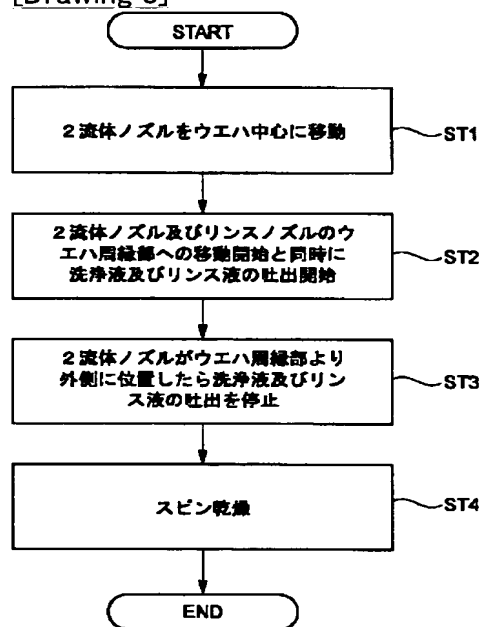 START
2流体ノズルをウエハ中心に移動
ST1
2流体ノズル及びリンスノズルのウ
エハ周縁部への移動開始と同時に
洗浄液及びリンス液の吐出開始
ST2
2流体ノズルがウエハ周縁部より
外側に位置したら洗浄液及びリン
ス液の吐出を停止
ST3
スピン乾燥
ST4
END